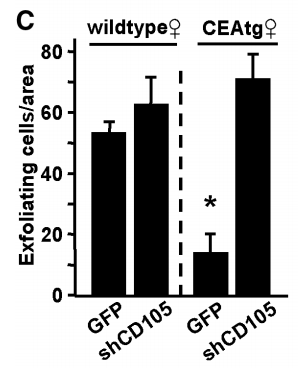 C
wildtype♀ CEAtg♀
Exfoliating cells/area
80
60
40
20
0
*
GFP shCD105 GFP shCD105